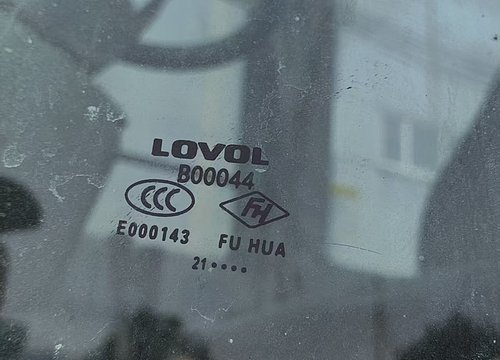 LOVOL
B00044
CCC FH
E000143 FU HUA
21••••